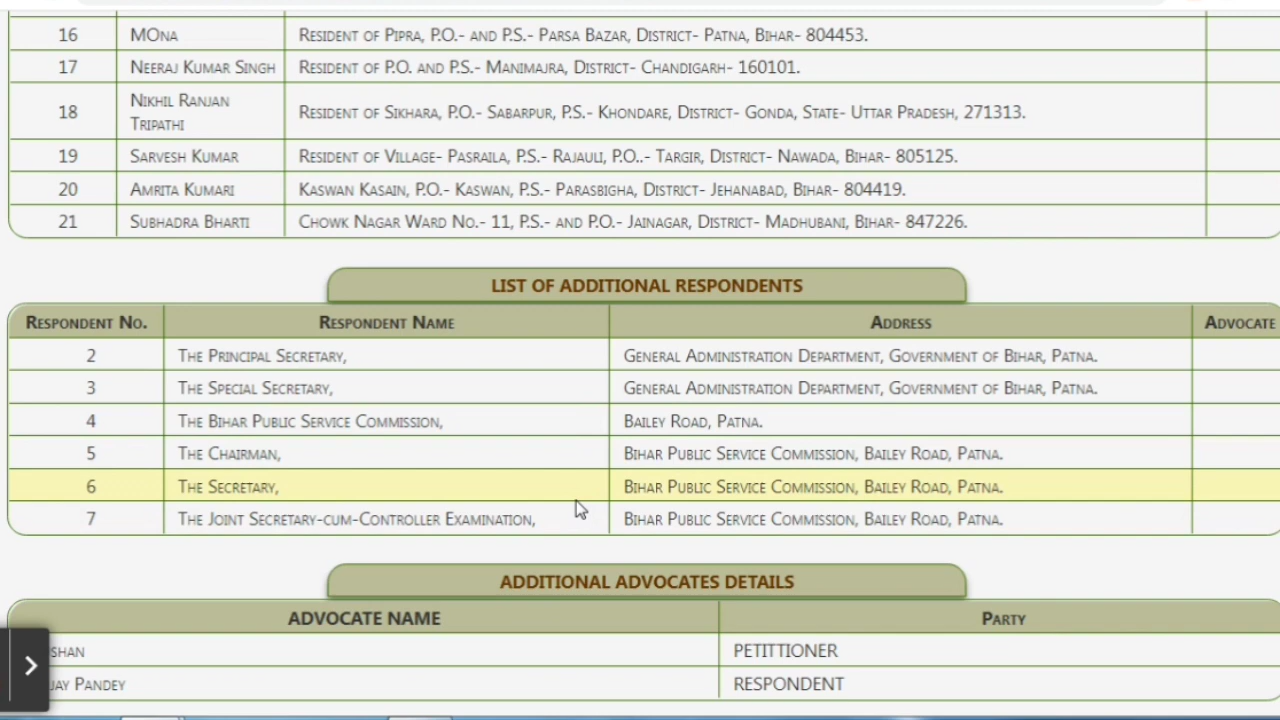 16 MOna Resident of Pipra, P.O.- and P.S.- Parsa Bazar, District- Patna, Bihar- 804453.
17 Neeraj Kumar Singh Resident of P.O. and P.S.- Manimajra, District- Chandigarh- 160101.
18 Nikhil Ranjan Tripathi Resident of Sikhara, P.O.- Sabarpur, P.S.- Khondare, District- Gonda, State- Uttar Pradesh, 271313.
19 Sarvesh Kumar Resident of Village- Pasraila, P.S.- Rajauli, P.O..- Targir, District- Nawada, Bihar- 805125.
20 Amrita Kumari Kaswan Kasain, P.O.- Kaswan, P.S.- Parasbigha, District- Jehanabad, Bihar- 804419.
21 Subhadra Bharti Chowk Nagar Ward No.- 11, P.S.- and P.O.- Jainagar, District- Madhubani, Bihar- 847226.
LIST OF ADDITIONAL RESPONDENTS
Respondent No. Respondent Name Address Advocate
2 The Principal Secretary, General Administration Department, Government of Bihar, Patna.
3 The Special Secretary, General Administration Department, Government of Bihar, Patna.
4 The Bihar Public Service Commission, Bailey Road, Patna.
5 The Chairman, Bihar Public Service Commission, Bailey Road, Patna.
6 The Secretary, Bihar Public Service Commission, Bailey Road, Patna.
7 The Joint Secretary-cum-Controller Examination, Bihar Public Service Commission, Bailey Road, Patna.
ADDITIONAL ADVOCATES DETAILS
ADVOCATE NAME Party
PETITTIONER
Pandey RESPONDENT